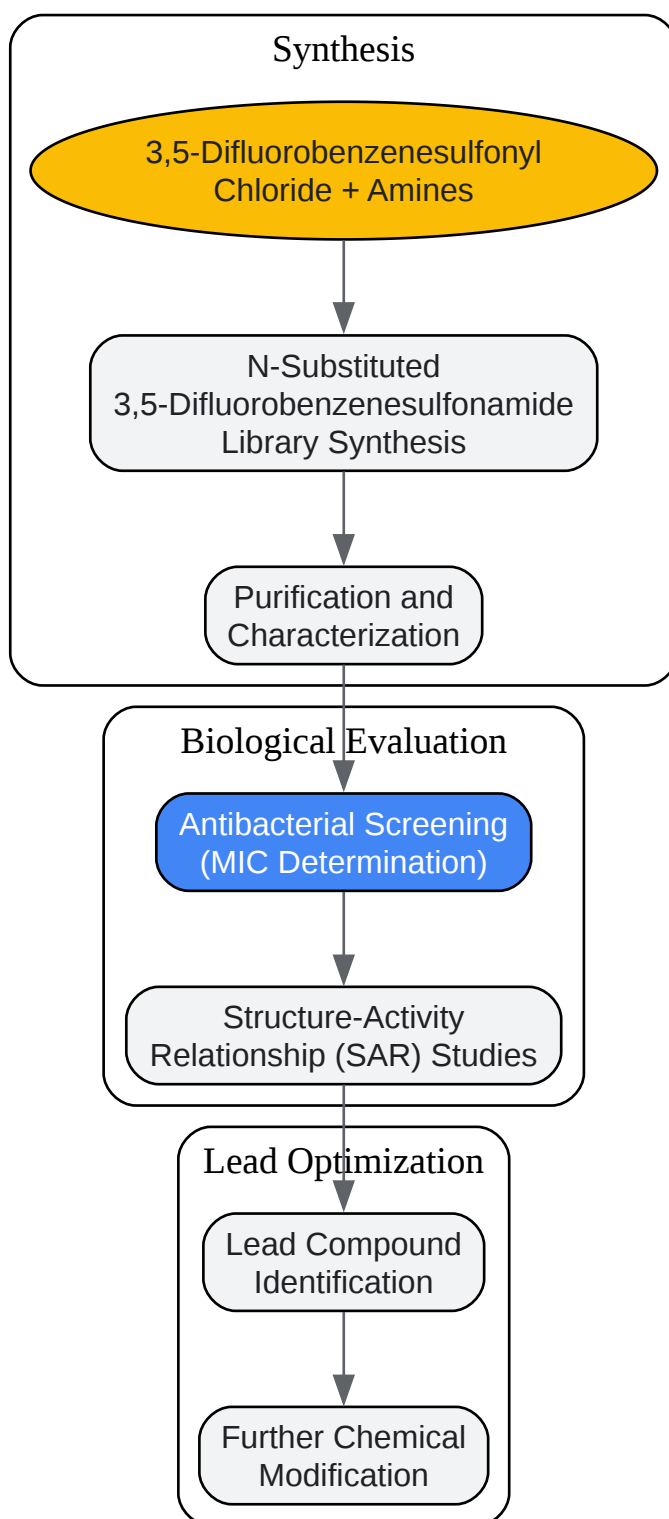 Synthesis
3,5-Difluorobenzenesulfonyl
Chloride + Amines
N-Substituted
3,5-Difluorobenzenesulfonamide
Library Synthesis
Purification and
Characterization
Biological Evaluation
Antibacterial Screening
(MIC Determination)
Structure-Activity
Relationship (SAR) Studies
Lead Optimization
Lead Compound
Identification
Further Chemical
Modification